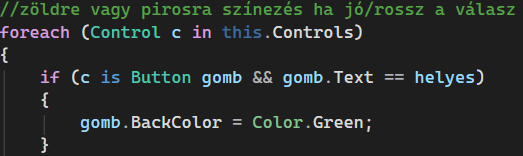 //zöldre vagy pirosra színezés ha jó/rossz a válasz
foreach (Control c in this.Controls)
{
    if (c is Button gomb && gomb.Text == helyes)
    {
        gomb.BackColor = Color.Green;
    }